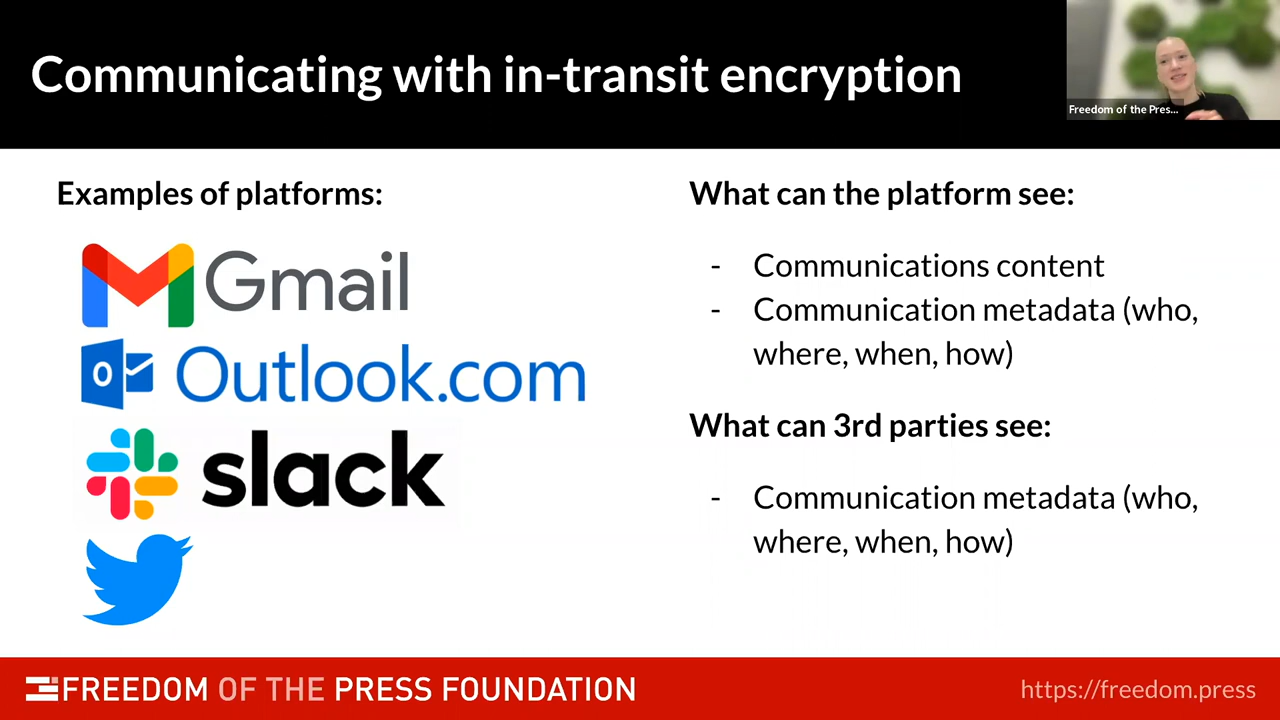 Communicating with in-transit encryption
Freedom of the Pres...
Examples of platforms:
Gmail
Outlook.com
slack
What can the platform see:
- Communications content
- Communication metadata (who,
where, when, how)
What can 3rd parties see:
- Communication metadata (who,
where, when, how)
FREEDOM OF THE PRESS FOUNDATION
https://freedom.press